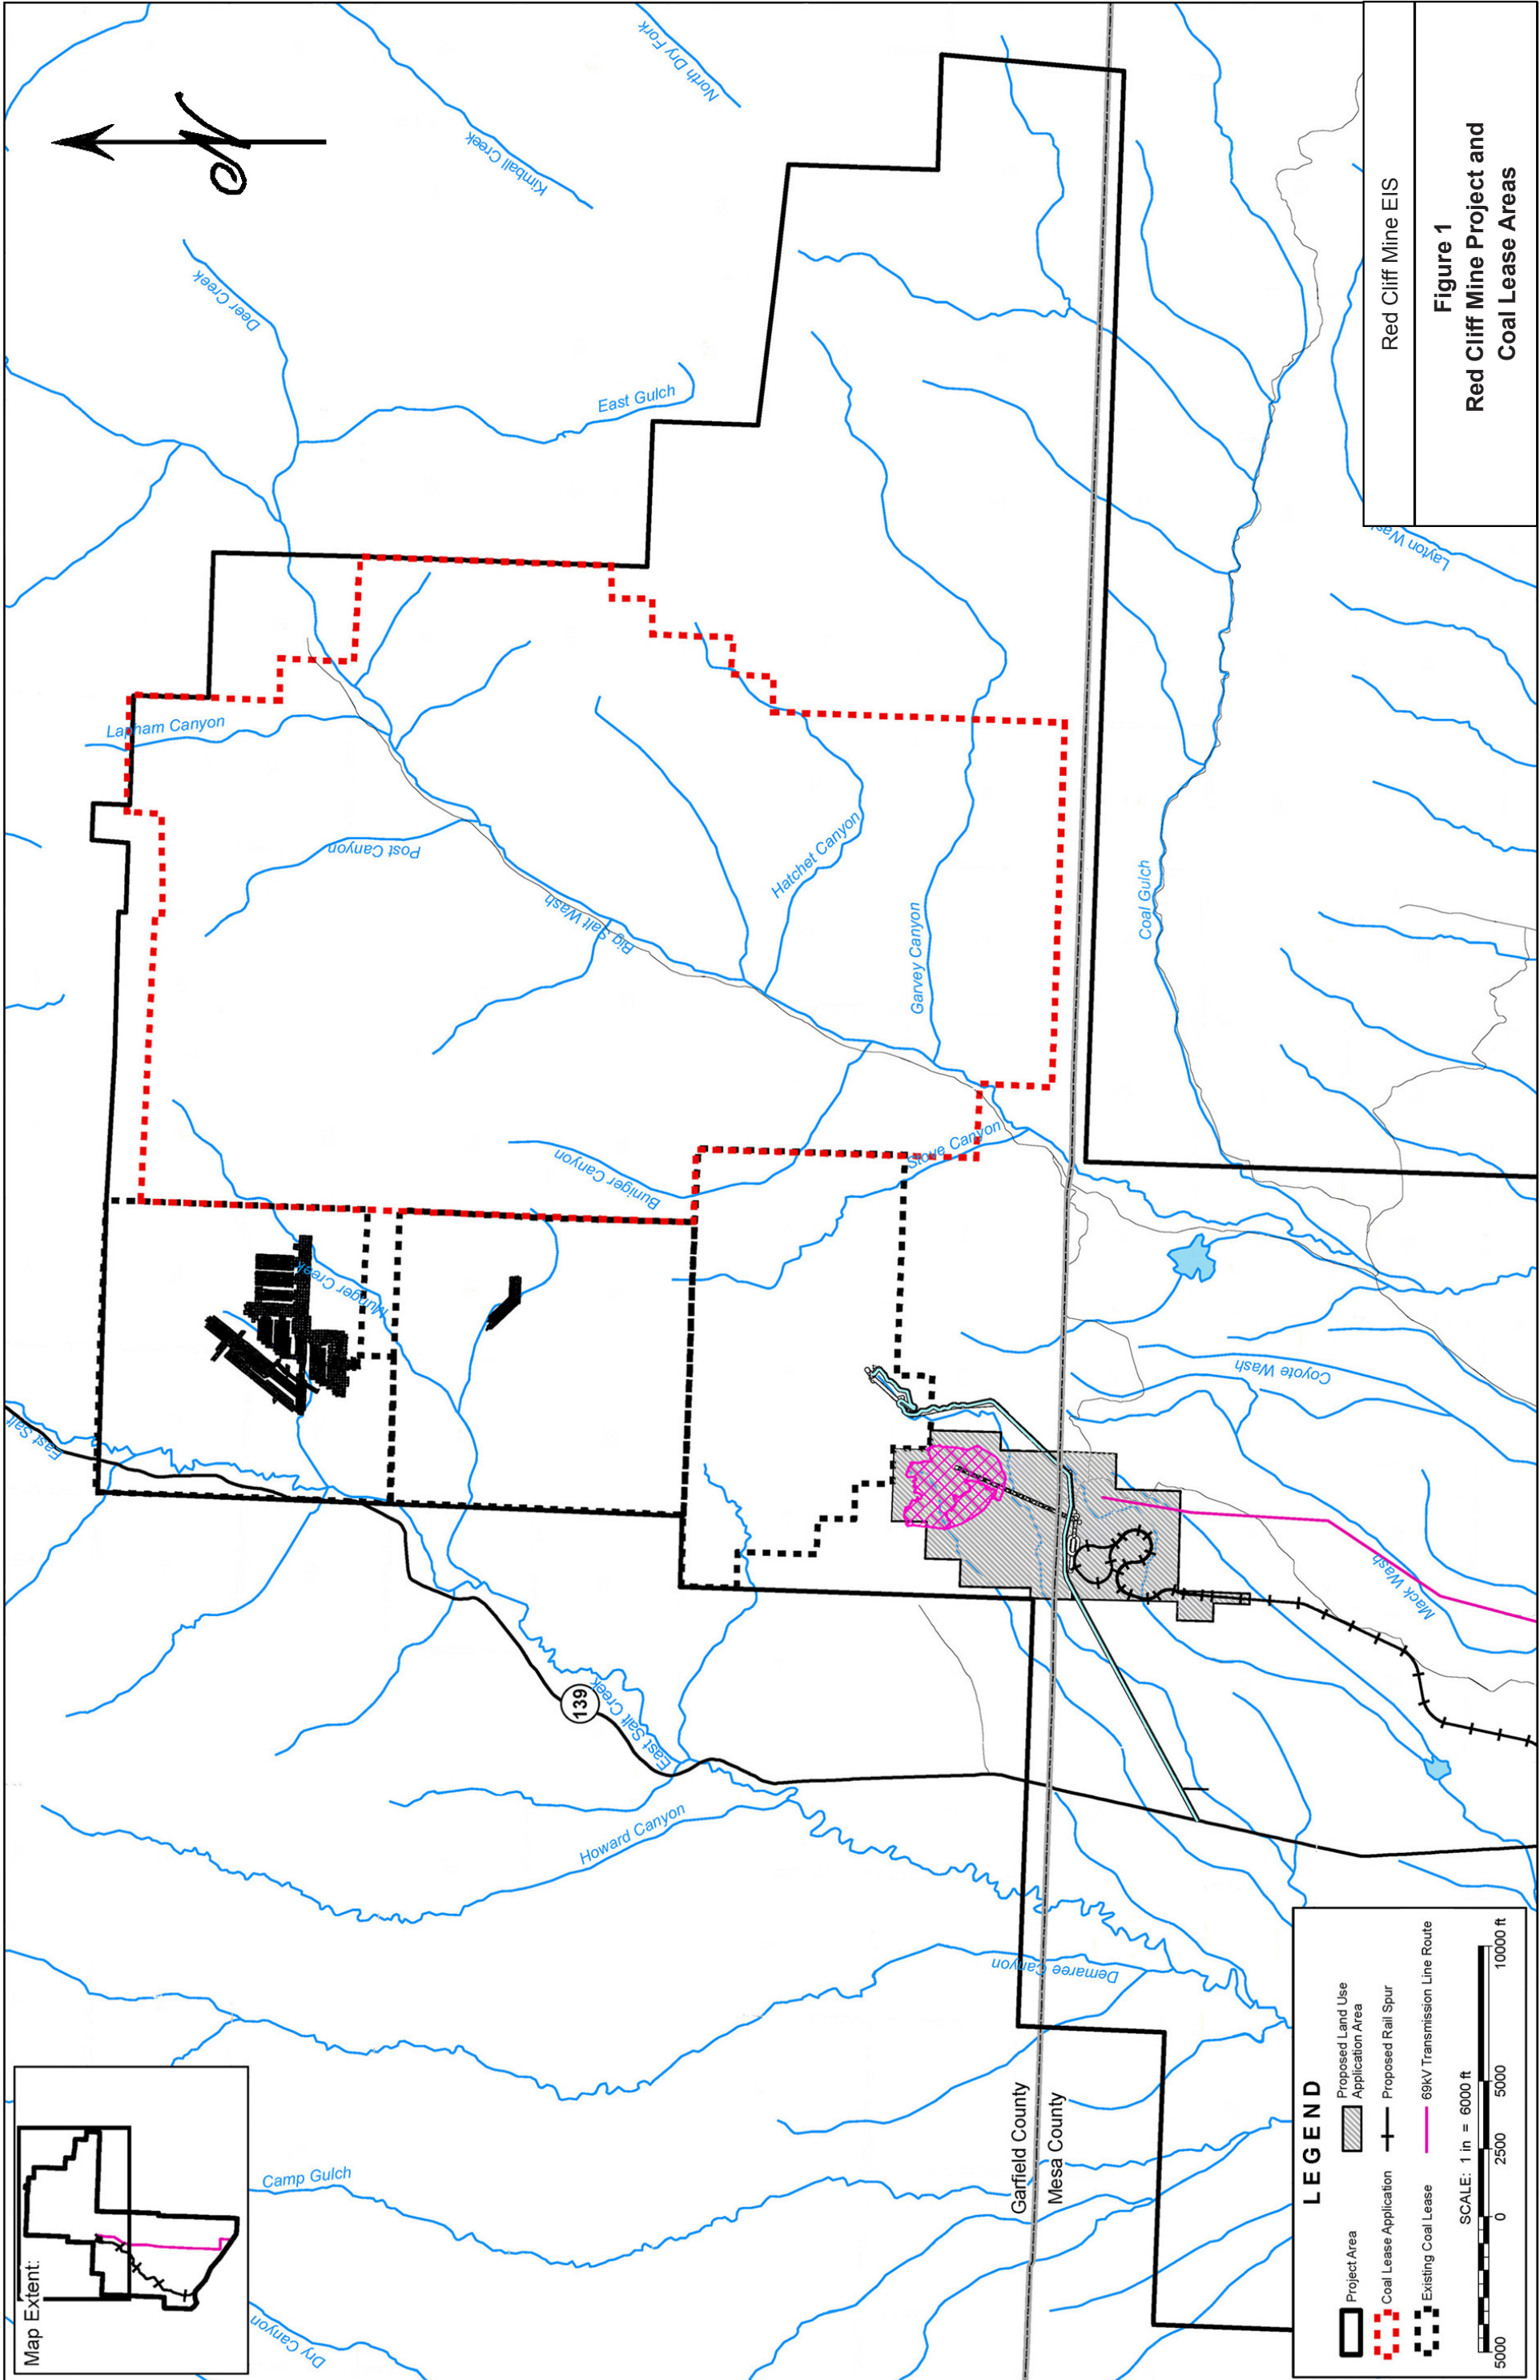 Map Extent:
Dry Canyon
Camp Gulch
East Salt
139
East Salt Creek
Howard Canyon
Demaree Canyon
Munger Creek
Buniger Canyon
Stove Canyon
Big Salt Wash
Post Canyon
Lapham Canyon
Hatchet Canyon
Garvey Canyon
Deer Creek
East Gulch
Kimball Creek
North Dry Fork
Garfield County
Mesa County
Mack Wash
Coyote Wash
Coal Gulch
Layton Wash
LEGEND
Project Area
Coal Lease Application
Existing Coal Lease
Proposed Land Use
Application Area
Proposed Rail Spur
69kV Transmission Line Route
SCALE: 1 in = 6000 ft
5000 0 2500 5000 10000 ft
Red Cliff Mine EIS
Figure 1
Red Cliff Mine Project and
Coal Lease Areas